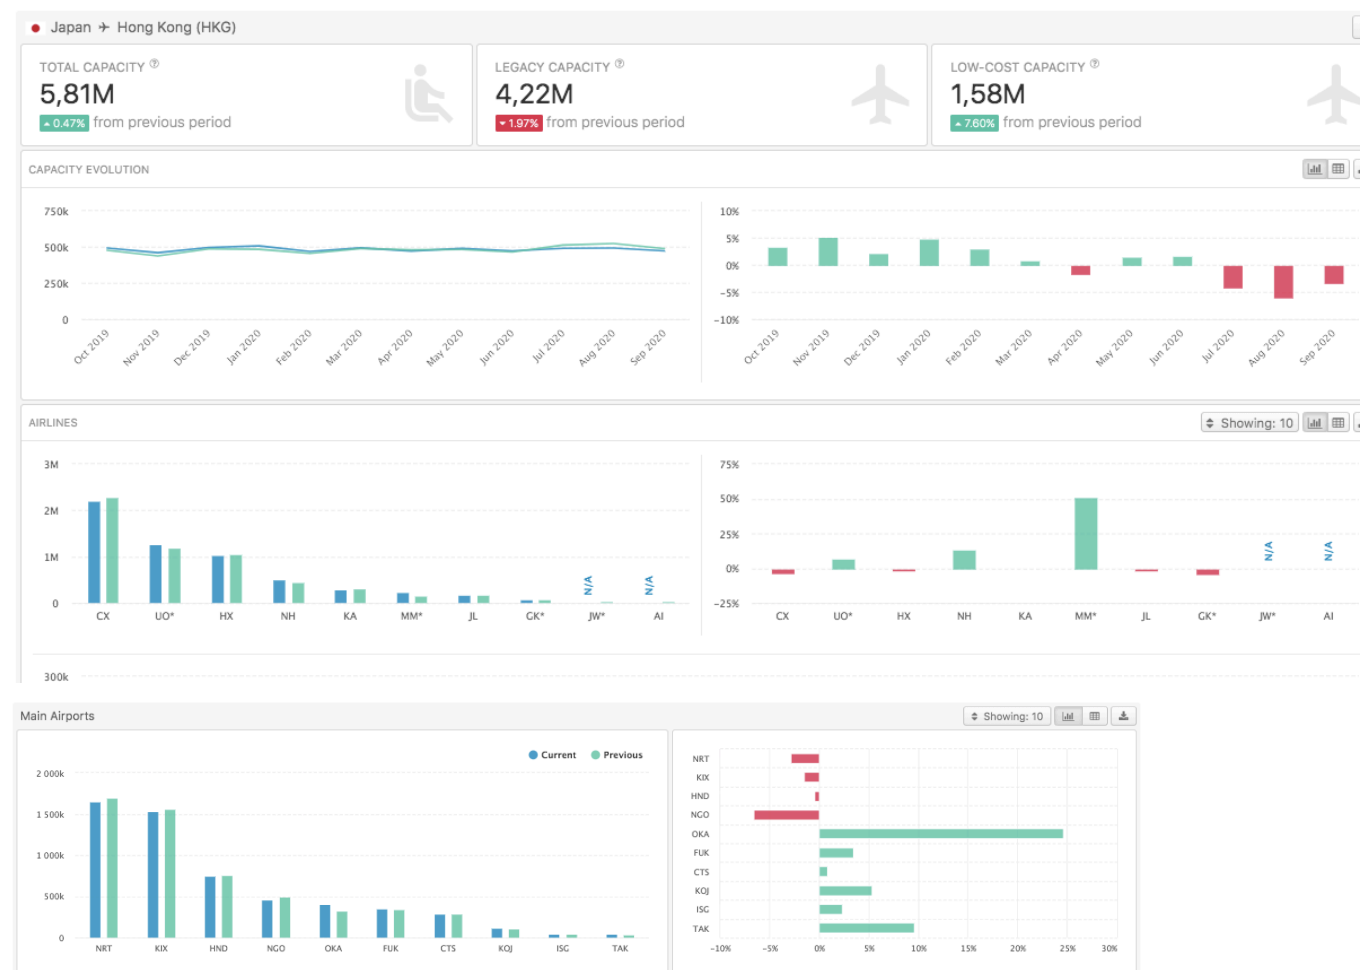 Japan ✈ Hong Kong (HKG)
TOTAL CAPACITY ?
5,81M
0.47% from previous period
LEGACY CAPACITY ?
4,22M
1.97% from previous period
LOW-COST CAPACITY ?
1,58M
7.60% from previous period
CAPACITY EVOLUTION
750k
500k
250k
0
Oct 2019 Nov 2019 Dec 2019 Jan 2020 Feb 2020 Mar 2020 Apr 2020 May 2020 Jun 2020 Jul 2020 Aug 2020 Sep 2020
10%
5%
0%
-5%
-10%
Oct 2019 Nov 2019 Dec 2019 Jan 2020 Feb 2020 Mar 2020 Apr 2020 May 2020 Jun 2020 Jul 2020 Aug 2020 Sep 2020
AIRLINES
Showing: 10
3M
2M
1M
0
N/A N/A
CX UO* HX NH KA MM* JL GK* JW* AI
75%
50%
25%
0%
-25%
N/A N/A
CX UO* HX NH KA MM* JL GK* JW* AI
300k
Main Airports
Showing: 10
Current Previous
2 000k
1 500k
1 000k
500k
0
NRT KIX HND NGO OKA FUK CTS KOJ ISG TAK
NRT
KIX
HND
NGO
OKA
FUK
CTS
KOJ
ISG
TAK
-10% -5% 0% 5% 10% 15% 20% 25% 30%